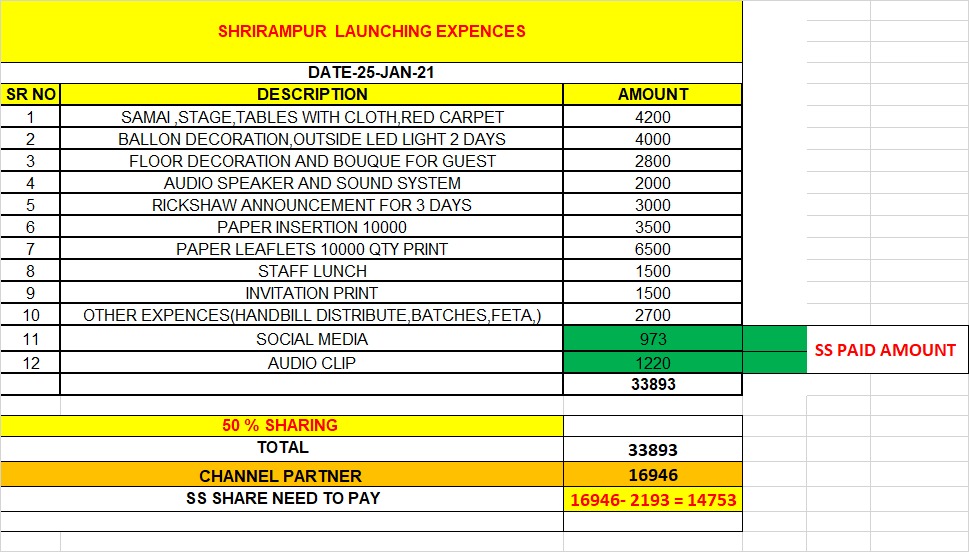 SHRIRAMPUR LAUNCHING EXPENCES
DATE-25-JAN-21
SR NO DESCRIPTION AMOUNT
1 SAMAI ,STAGE,TABLES WITH CLOTH,RED CARPET 4200
2 BALLON DECORATION,OUTSIDE LED LIGHT 2 DAYS 4000
3 FLOOR DECORATION AND BOUQUE FOR GUEST 2800
4 AUDIO SPEAKER AND SOUND SYSTEM 2000
5 RICKSHAW ANNOUNCEMENT FOR 3 DAYS 3000
6 PAPER INSERTION 10000 3500
7 PAPER LEAFLETS 10000 QTY PRINT 6500
8 STAFF LUNCH 1500
9 INVITATION PRINT 1500
10 OTHER EXPENCES(HANDBILL DISTRIBUTE,BATCHES,FETA,) 2700
11 SOCIAL MEDIA 973
SS PAID AMOUNT
12 AUDIO CLIP 1220
33893
50 % SHARING
TOTAL 33893
CHANNEL PARTNER 16946
SS SHARE NEED TO PAY 16946- 2193 = 14753